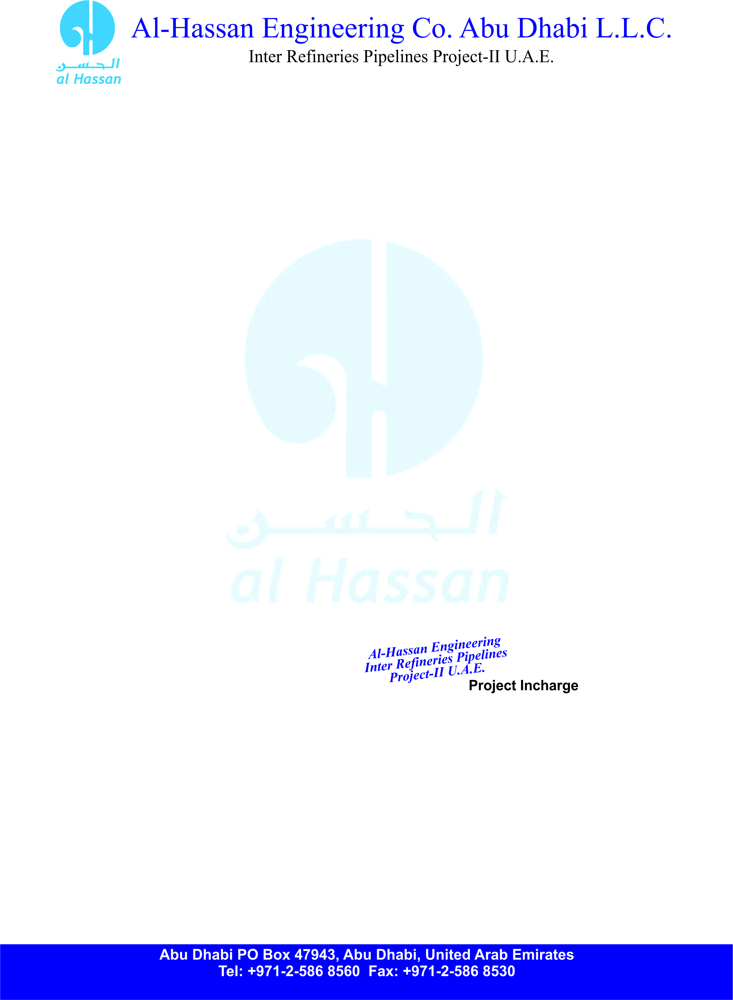 Al-Hassan Engineering Co. Abu Dhabi L.L.C.
Inter Refineries Pipelines Project-II U.A.E.
الحسن
al Hassan
الحسن
al Hassan
Al-Hassan Engineering
Inter Refineries Pipelines
Project-II U.A.E.
Project Incharge
Abu Dhabi PO Box 47943, Abu Dhabi, United Arab Emirates
Tel: +971-2-586 8560  Fax: +971-2-586 8530